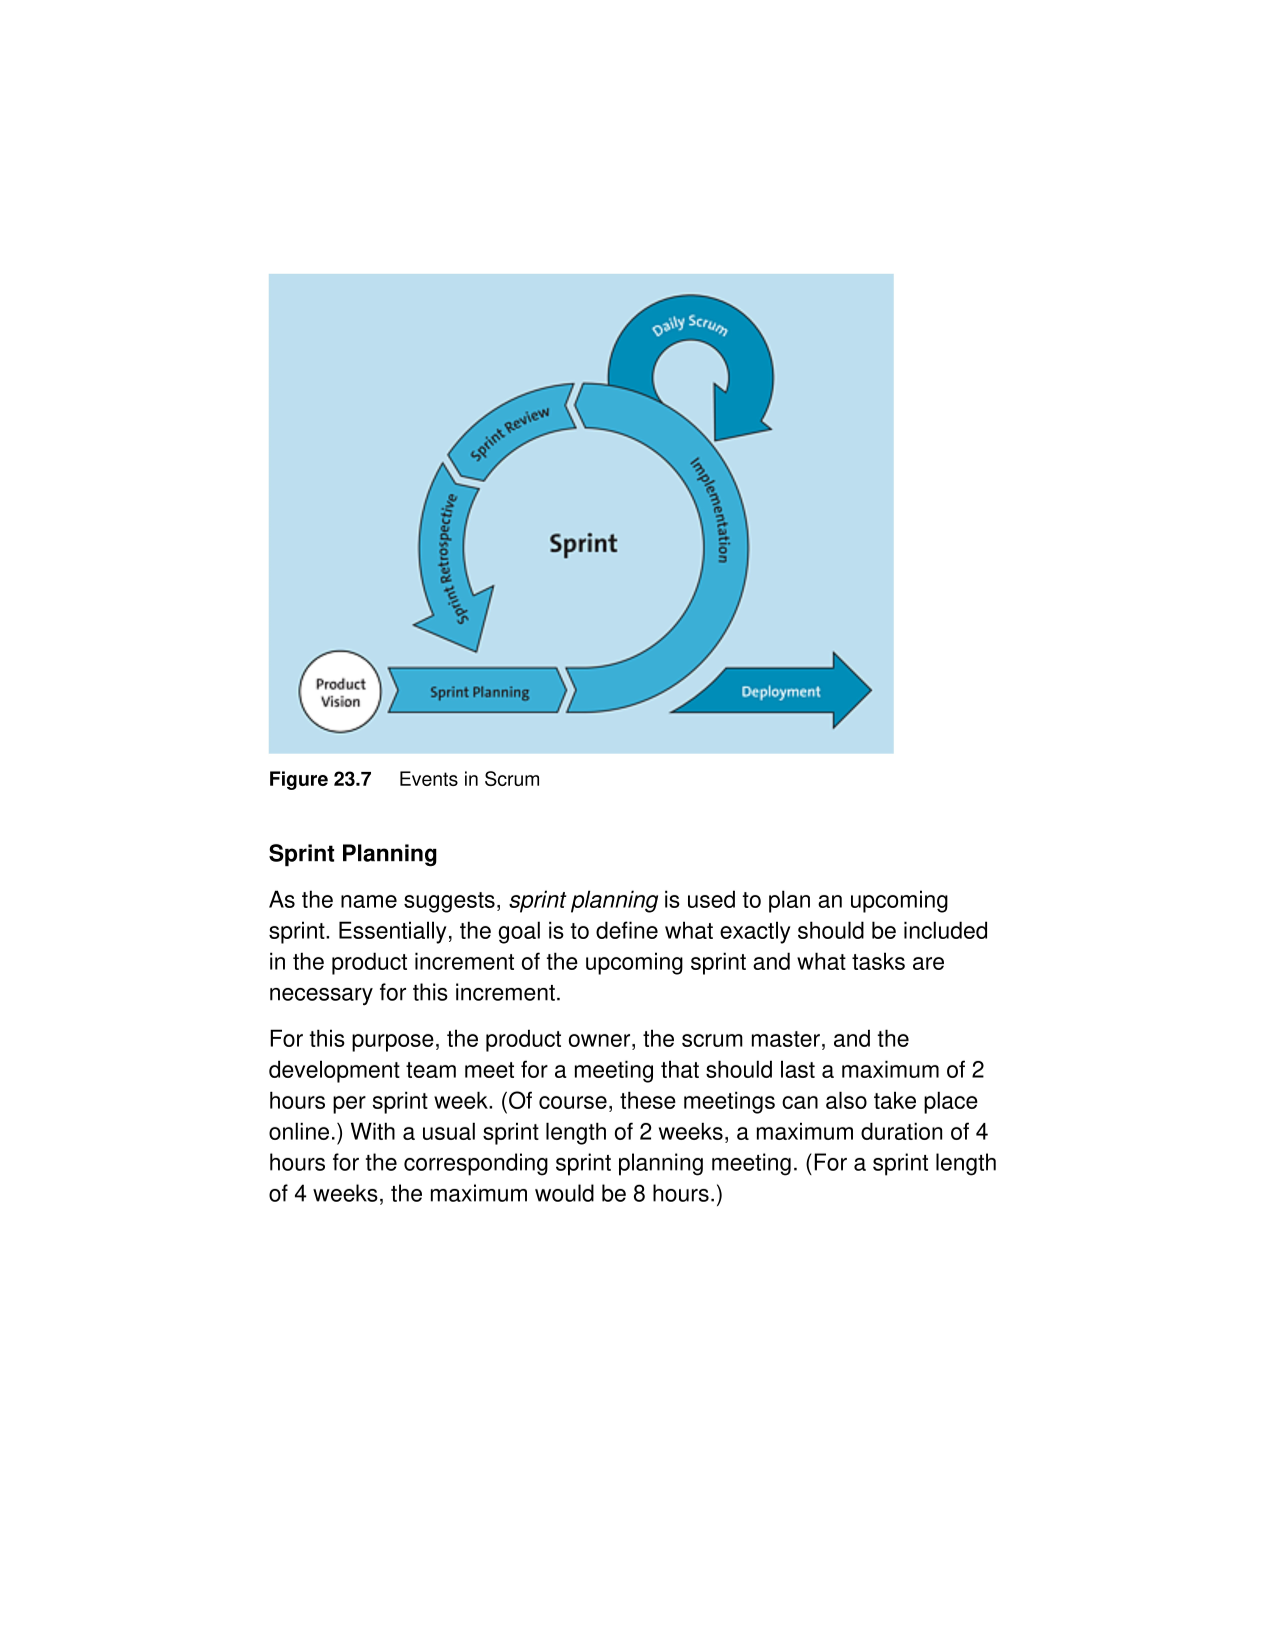 Daily Scrum
Sprint Review
Implementation
Sprint Retrospective
Sprint
Product
Vision
Sprint Planning
Deployment
Figure 23.7 Events in Scrum
Sprint Planning
As the name suggests, sprint planning is used to plan an upcoming
sprint. Essentially, the goal is to define what exactly should be included
in the product increment of the upcoming sprint and what tasks are
necessary for this increment.
For this purpose, the product owner, the scrum master, and the
development team meet for a meeting that should last a maximum of 2
hours per sprint week. (Of course, these meetings can also take place
online.) With a usual sprint length of 2 weeks, a maximum duration of 4
hours for the corresponding sprint planning meeting. (For a sprint length
of 4 weeks, the maximum would be 8 hours.)